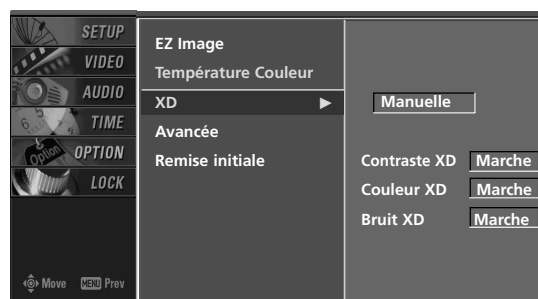 SETUP
VIDEO
AUDIO
TIME
OPTION
LOCK
Move MENU Prev
EZ Image
Température Couleur
XD ►
Avancée
Remise initiale
Manuelle
Contraste XD Marche
Couleur XD Marche
Bruit XD Marche